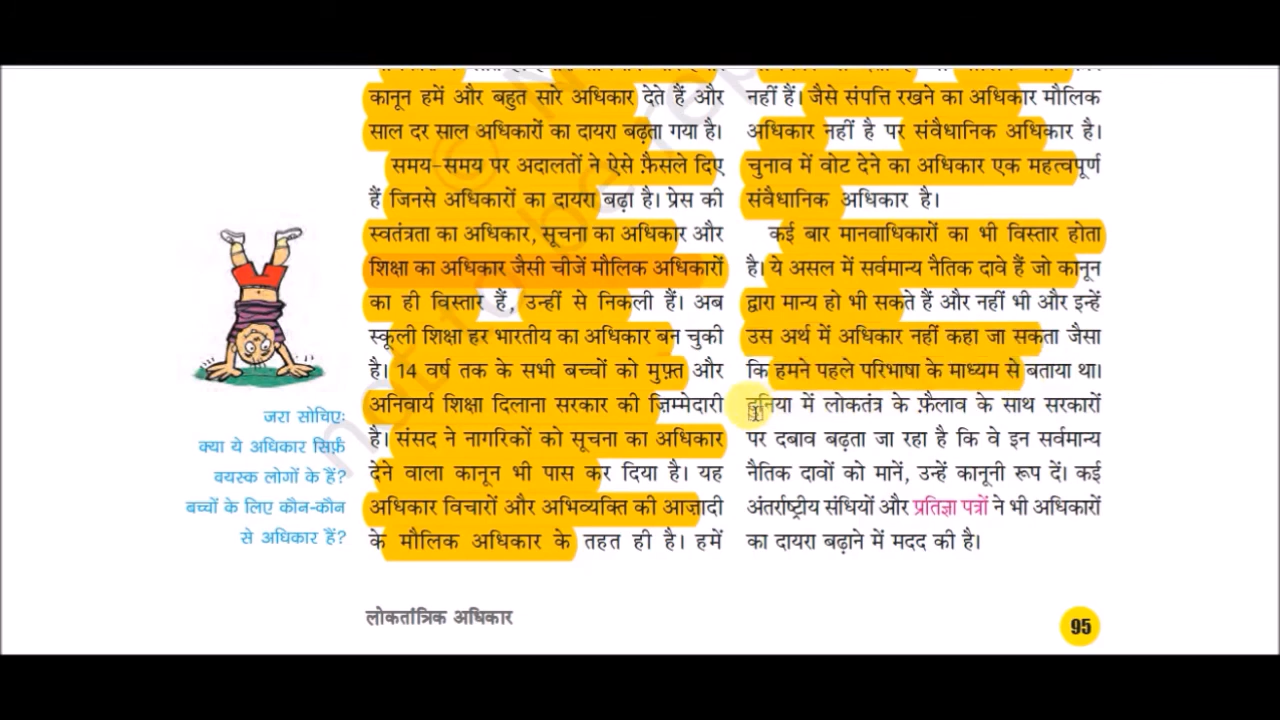 कानून हमें और बहुत सारे अधिकार देते हैं और
साल दर साल अधिकारों का दायरा बढ़ता गया है।
समय-समय पर अदालतों ने ऐसे फ़ैसले दिए
हैं जिनसे अधिकारों का दायरा बढ़ा है। प्रेस की
स्वतंत्रता का अधिकार, सूचना का अधिकार और
शिक्षा का अधिकार जैसी चीजें मौलिक अधिकारों
का ही विस्तार हैं, उन्हीं से निकली हैं। अब
स्कूली शिक्षा हर भारतीय का अधिकार बन चुकी
है। 14 वर्ष तक के सभी बच्चों को मुफ़्त और
अनिवार्य शिक्षा दिलाना सरकार की ज़िम्मेदारी
है। संसद ने नागरिकों को सूचना का अधिकार
देने वाला कानून भी पास कर दिया है। यह
अधिकार विचारों और अभिव्यक्ति की आज़ादी
के मौलिक अधिकार के तहत ही है। हमें
नहीं हैं। जैसे संपत्ति रखने का अधिकार मौलिक
अधिकार नहीं है पर संवैधानिक अधिकार है।
चुनाव में वोट देने का अधिकार एक महत्वपूर्ण
संवैधानिक अधिकार है।
कई बार मानवाधिकारों का भी विस्तार होता
है। ये असल में सर्वमान्य नैतिक दावे हैं जो कानून
द्वारा मान्य हो भी सकते हैं और नहीं भी और इन्हें
उस अर्थ में अधिकार नहीं कहा जा सकता जैसा
कि हमने पहले परिभाषा के माध्यम से बताया था।
दुनिया में लोकतंत्र के फ़ैलाव के साथ सरकारों
पर दबाव बढ़ता जा रहा है कि वे इन सर्वमान्य
नैतिक दावों को मानें, उन्हें कानूनी रूप दें। कई
अंतर्राष्ट्रीय संधियों और प्रतिज्ञा पत्रों ने भी अधिकारों
का दायरा बढ़ाने में मदद की है।
जरा सोचिए:
क्या ये अधिकार सिर्फ़
वयस्क लोगों के हैं?
बच्चों के लिए कौन-कौन
से अधिकार हैं?
लोकतांत्रिक अधिकार
95